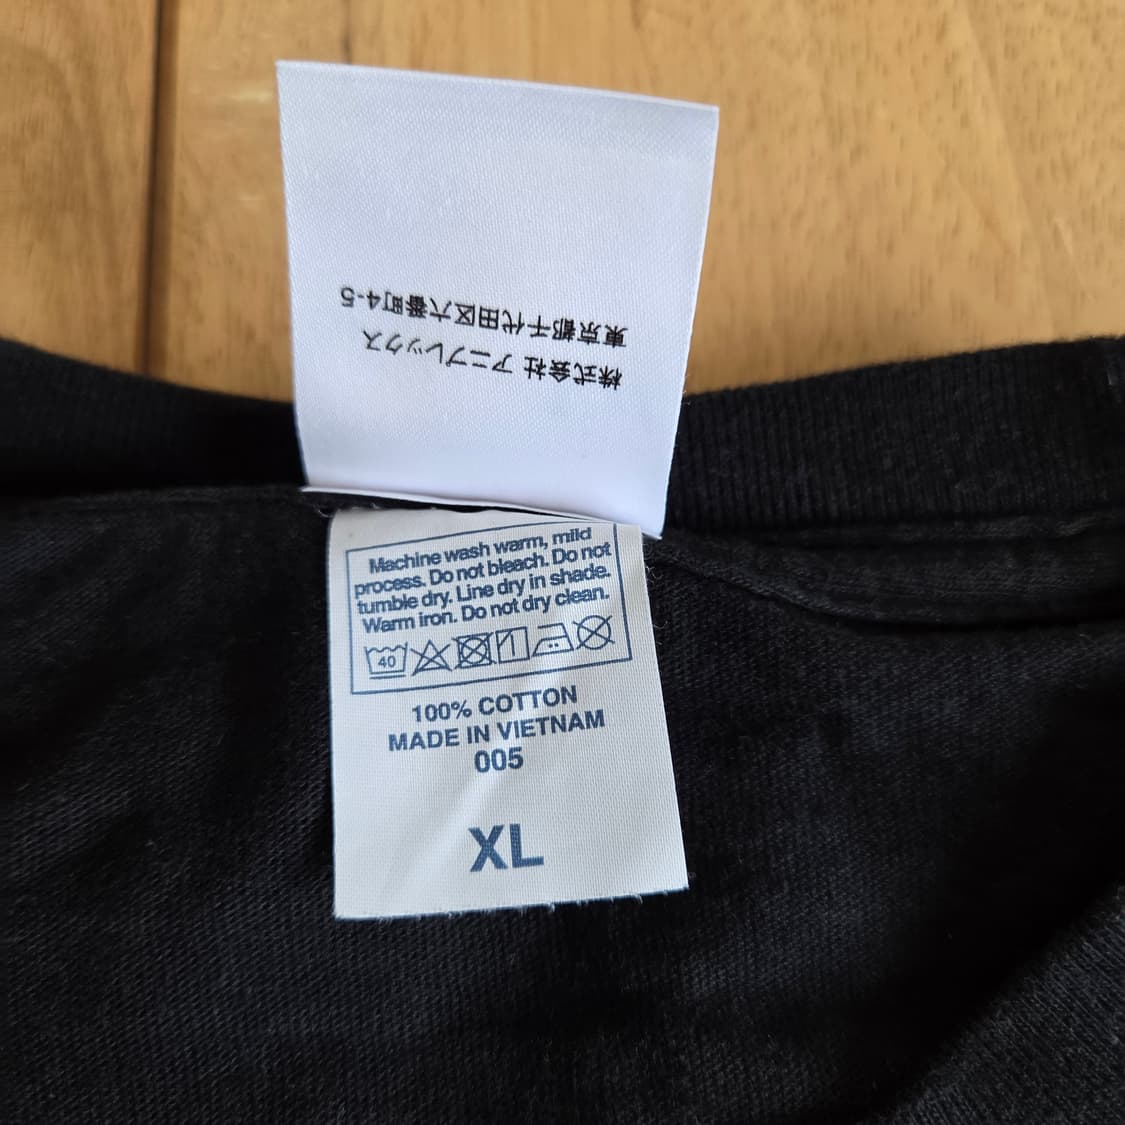 株式会社 アニプレックス
東京都千代田区六番町4-5
Machine wash warm, mild
process. Do not bleach. Do not
tumble dry. Line dry in shade.
Warm iron. Do not dry clean.
40
100% COTTON
MADE IN VIETNAM
005
XL